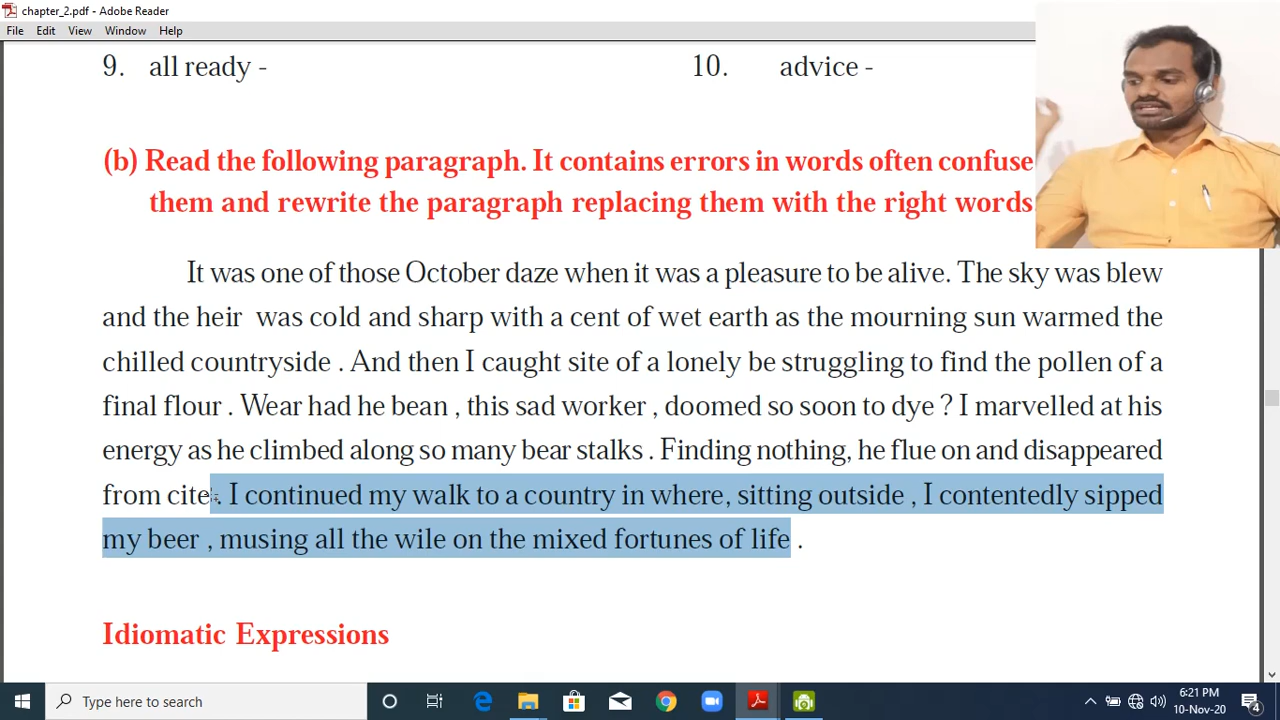 chapter_2.pdf - Adobe Reader
File Edit View Window Help
9. all ready - 10. advice -
(b) Read the following paragraph. It contains errors in words often confuse
them and rewrite the paragraph replacing them with the right words
It was one of those October daze when it was a pleasure to be alive. The sky was blew
and the heir was cold and sharp with a cent of wet earth as the mourning sun warmed the
chilled countryside . And then I caught site of a lonely be struggling to find the pollen of a
final flour . Wear had he bean , this sad worker , doomed so soon to dye ? I marvelled at his
energy as he climbed along so many bear stalks . Finding nothing, he flue on and disappeared
from cite . I continued my walk to a country in where, sitting outside , I contentedly sipped
my beer , musing all the wile on the mixed fortunes of life .
Idiomatic Expressions
Type here to search
6:21 PM
10-Nov-20
4